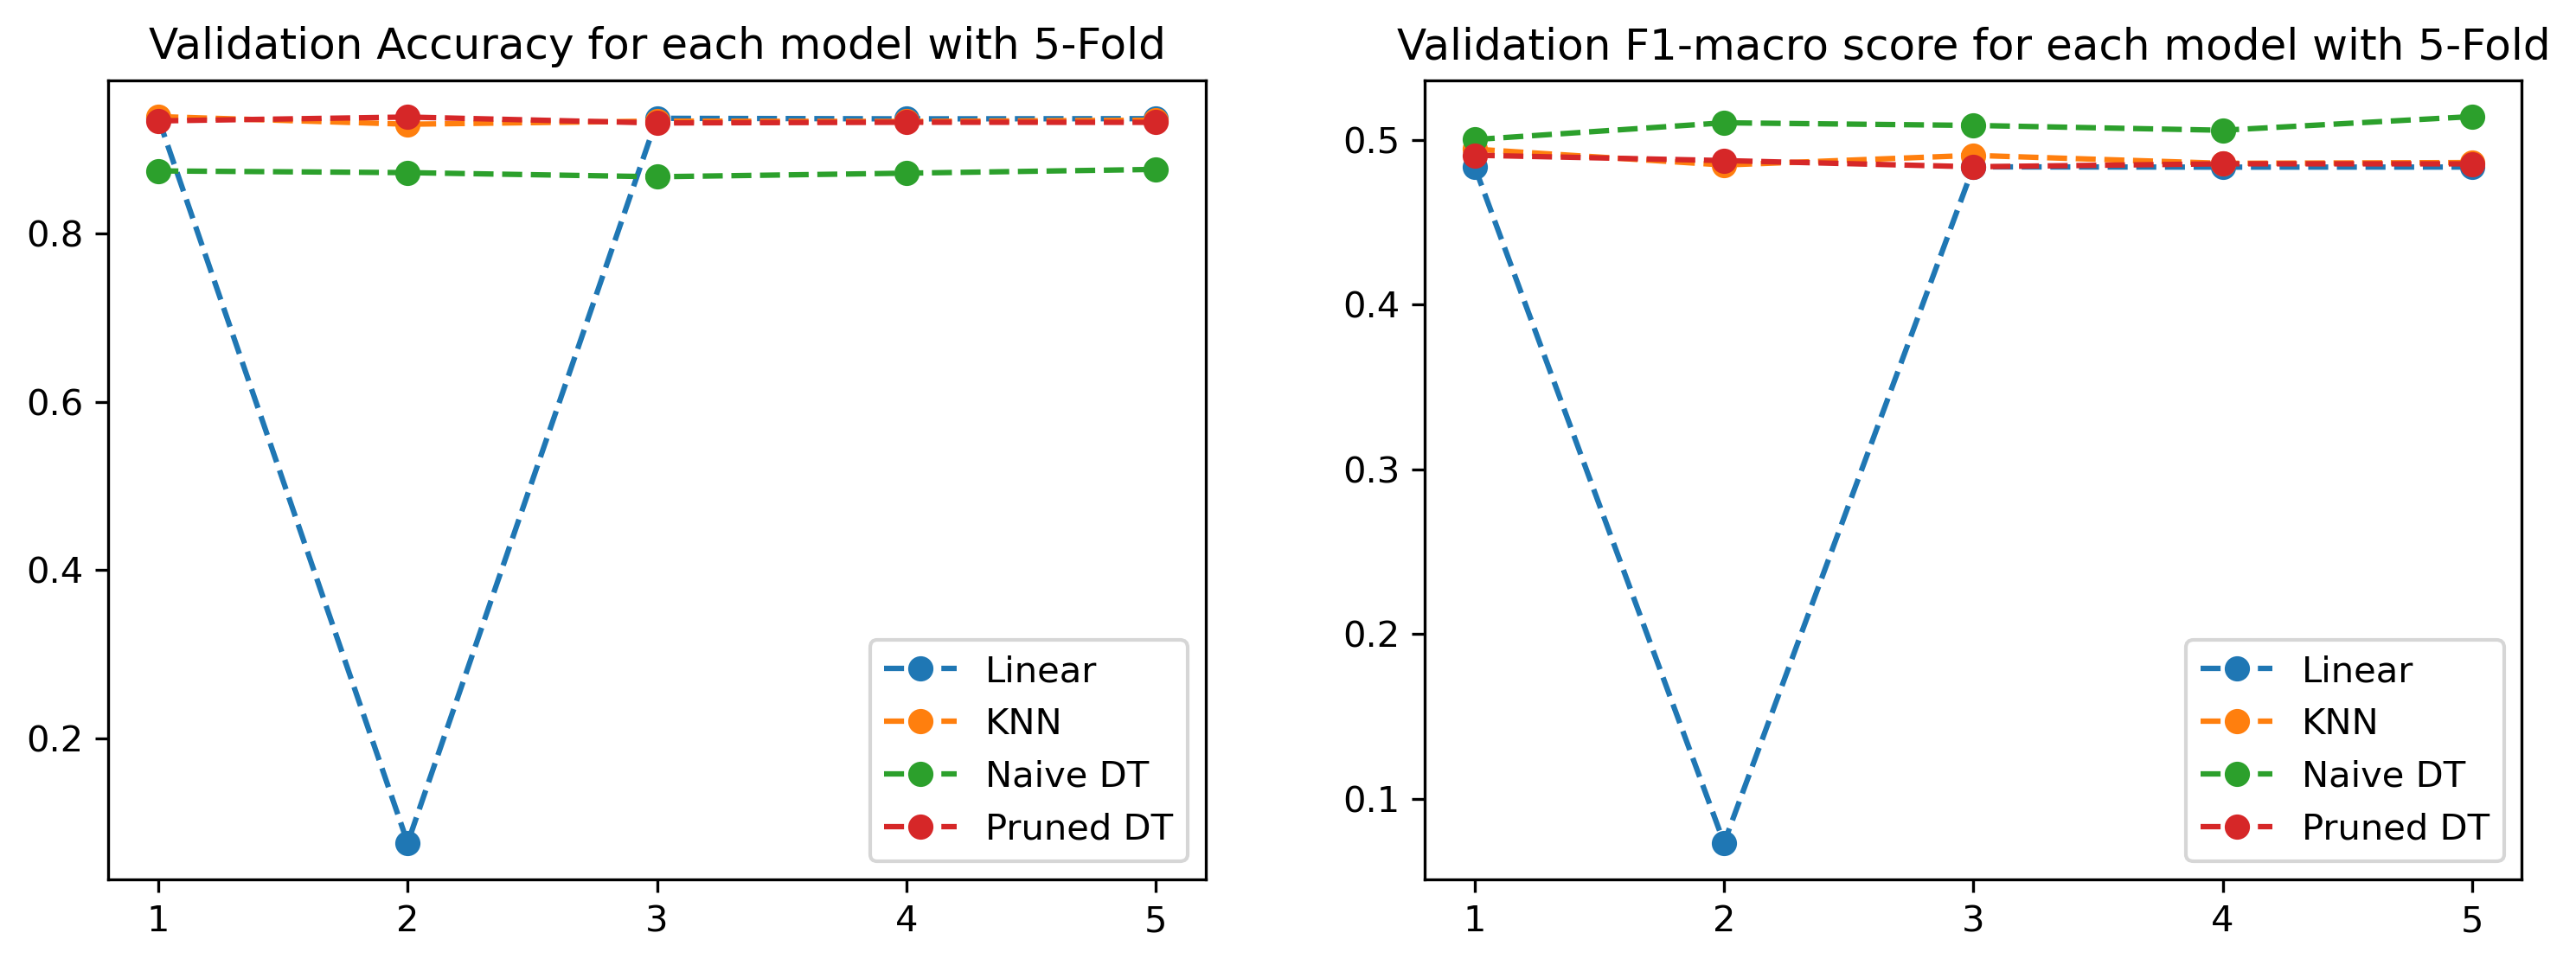 Validation Accuracy for each model with 5-Fold
0.8
0.6
0.4
0.2
1 2 3 4 5
Linear
KNN
Naive DT
Pruned DT
Validation F1-macro score for each model with 5-Fold
0.5
0.4
0.3
0.2
0.1
1 2 3 4 5
Linear
KNN
Naive DT
Pruned DT